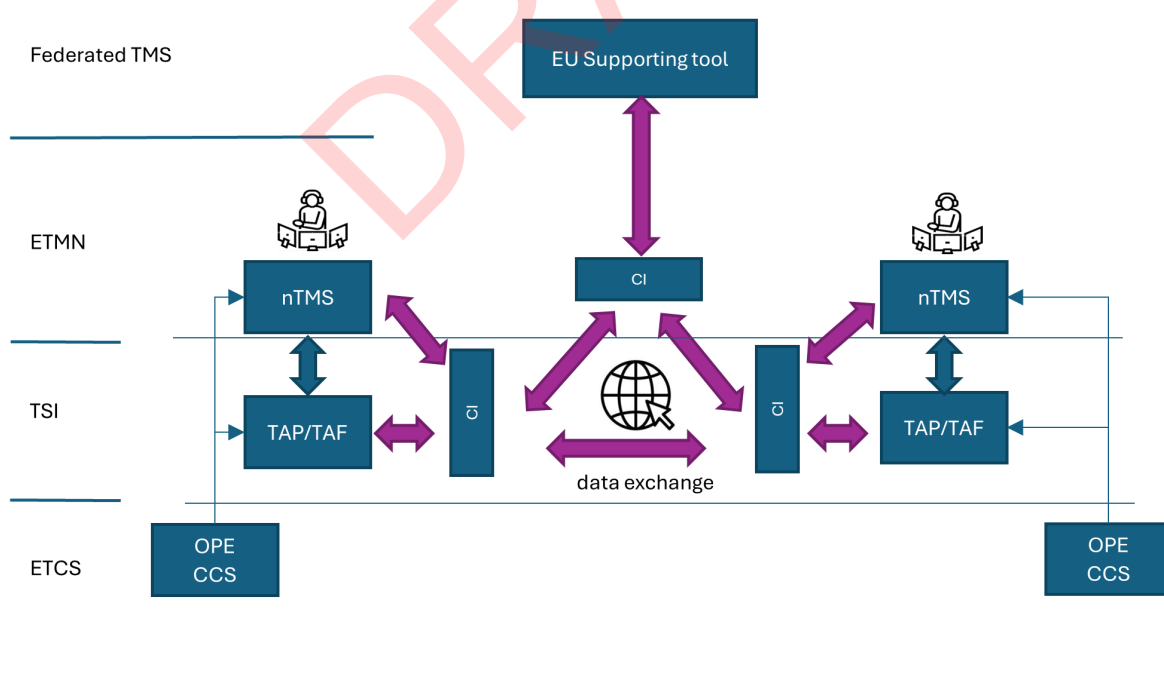 Federated TMS
EU Supporting tool
ETMN
nTMS
CI
nTMS
TSI
TAP/TAF
CI
CI
TAP/TAF
data exchange
ETCS
OPE
CCS
OPE
CCS
DRA